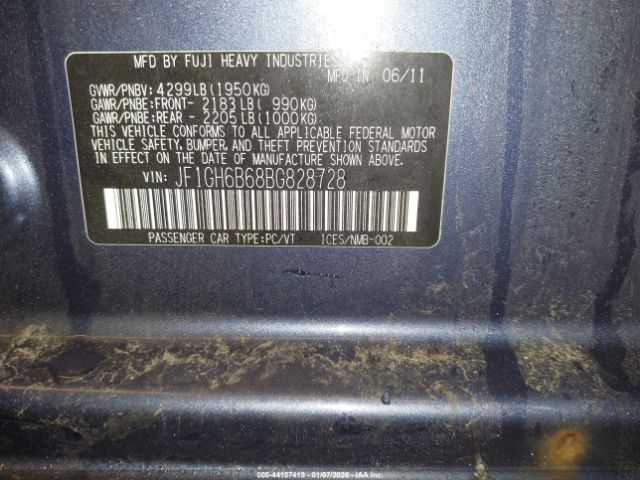 MFD BY FUJI HEAVY INDUSTRIES
MFD IN 06/11
GVWR/PNBV: 4299LB(1950KG)
GAWR/PNBE:FRONT- 2183LB( 990KG)
GAWR/PNBE:REAR - 2205LB(1000KG)
THIS VEHICLE CONFORMS TO ALL APPLICABLE FEDERAL MOTOR
VEHICLE SAFETY, BUMPER, AND THEFT PREVENTION STANDARDS
IN EFFECT ON THE DATE OF MANUFACTURE SHOWN ABOVE.
VIN: JF1GH6B68BG828728
PASSENGER CAR TYPE:PC/VT 1CES/NMB-002
000-44107419 - 01/07/2026 - IAAI.COM